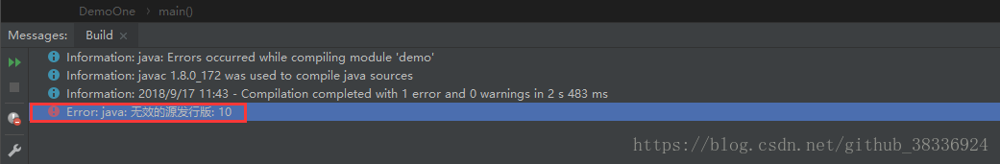 DemoOne > main()
Messages: Build ×
Information: java: Errors occurred while compiling module 'demo'
Information: javac 1.8.0_172 was used to compile java sources
Information: 2018/9/17 11:43 - Compilation completed with 1 error and 0 warnings in 2 s 483 ms
Error: java: 无效的源发行版: 10
https://blog.csdn.net/github_38336924